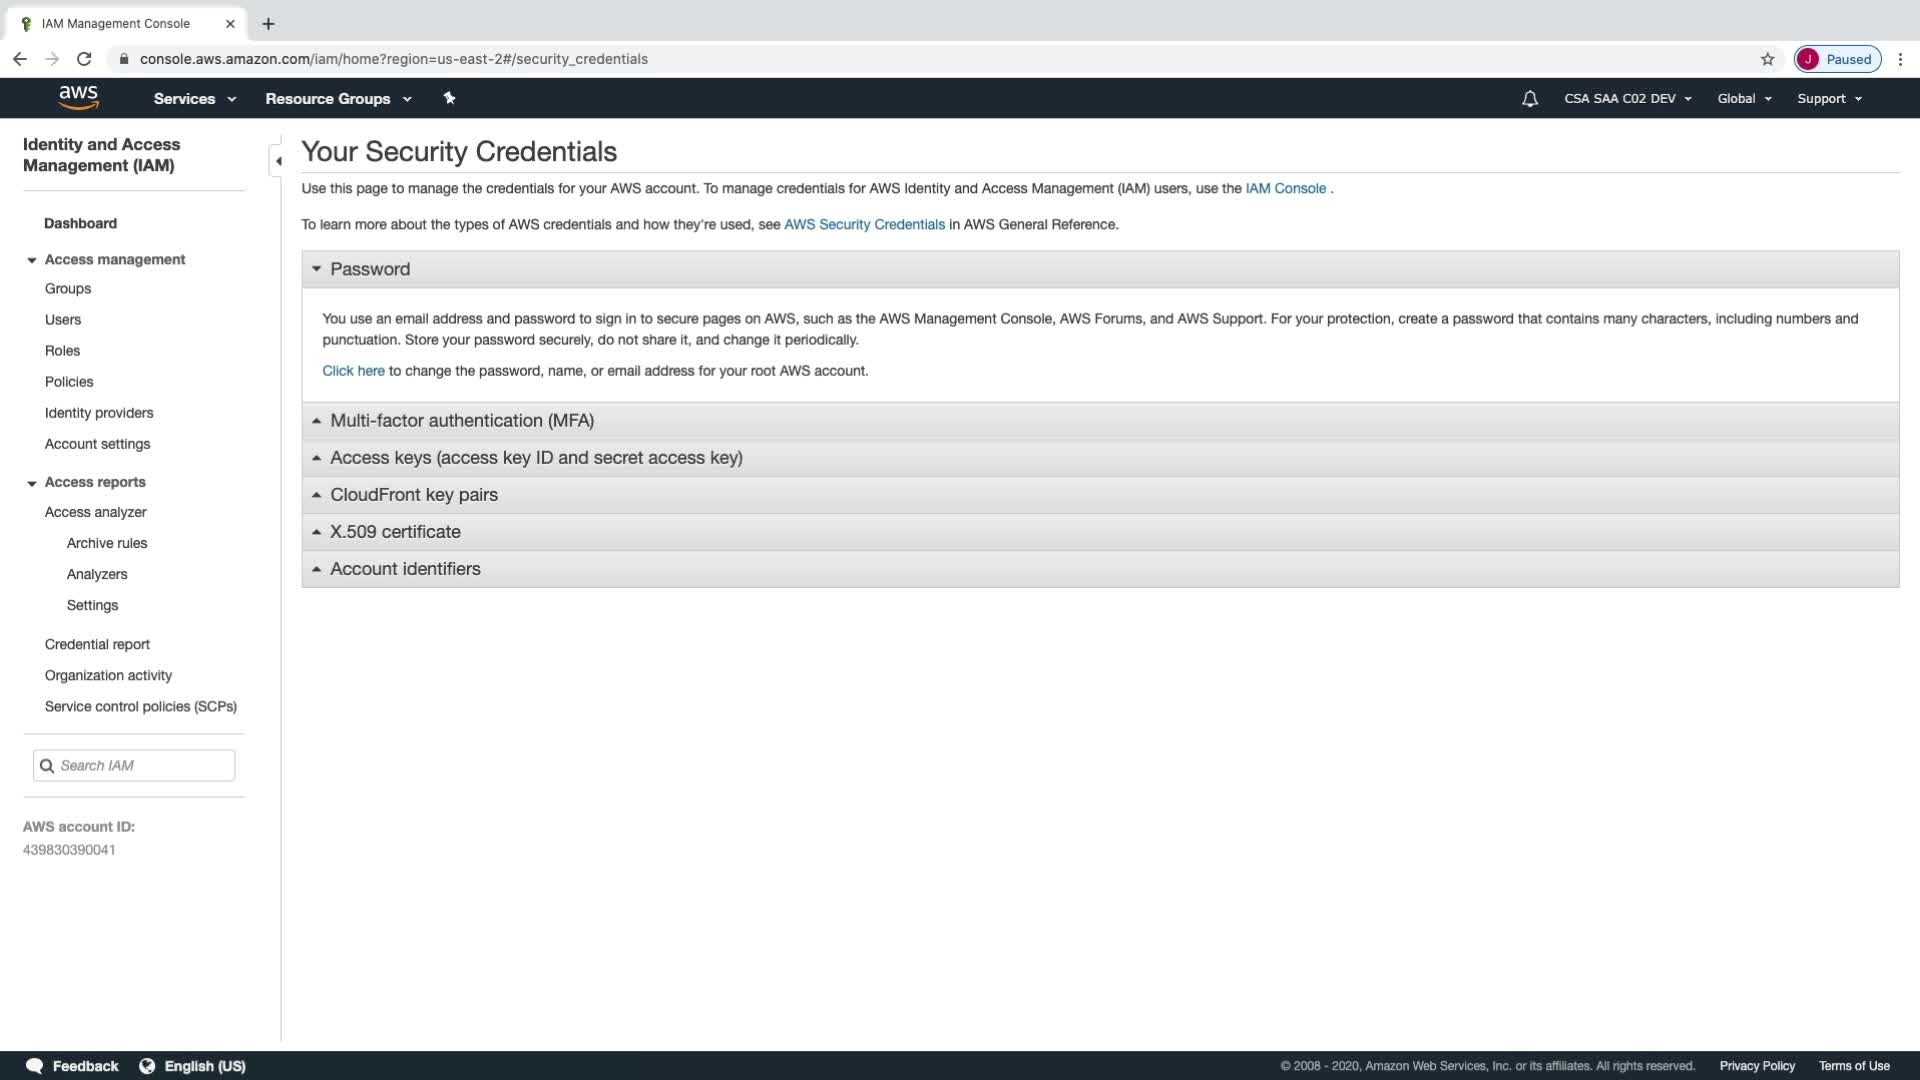 IAM Management Console
console.aws.amazon.com/iam/home?region=us-east-2#/security_credentials
J Paused
aws Services Resource Groups CSA SAA C02 DEV Global Support
Identity and Access
Management (IAM)
Dashboard
Access management
Groups
Users
Roles
Policies
Identity providers
Account settings
Access reports
Access analyzer
Archive rules
Analyzers
Settings
Credential report
Organization activity
Service control policies (SCPs)
Search IAM
AWS account ID:
439830390041
Your Security Credentials
Use this page to manage the credentials for your AWS account. To manage credentials for AWS Identity and Access Management (IAM) users, use the IAM Console .
To learn more about the types of AWS credentials and how they're used, see AWS Security Credentials in AWS General Reference.
Password
You use an email address and password to sign in to secure pages on AWS, such as the AWS Management Console, AWS Forums, and AWS Support. For your protection, create a password that contains many characters, including numbers and
punctuation. Store your password securely, do not share it, and change it periodically.
Click here to change the password, name, or email address for your root AWS account.
Multi-factor authentication (MFA)
Access keys (access key ID and secret access key)
CloudFront key pairs
X.509 certificate
Account identifiers
Feedback English (US) © 2008 - 2020, Amazon Web Services, Inc. or its affiliates. All rights reserved. Privacy Policy Terms of Use